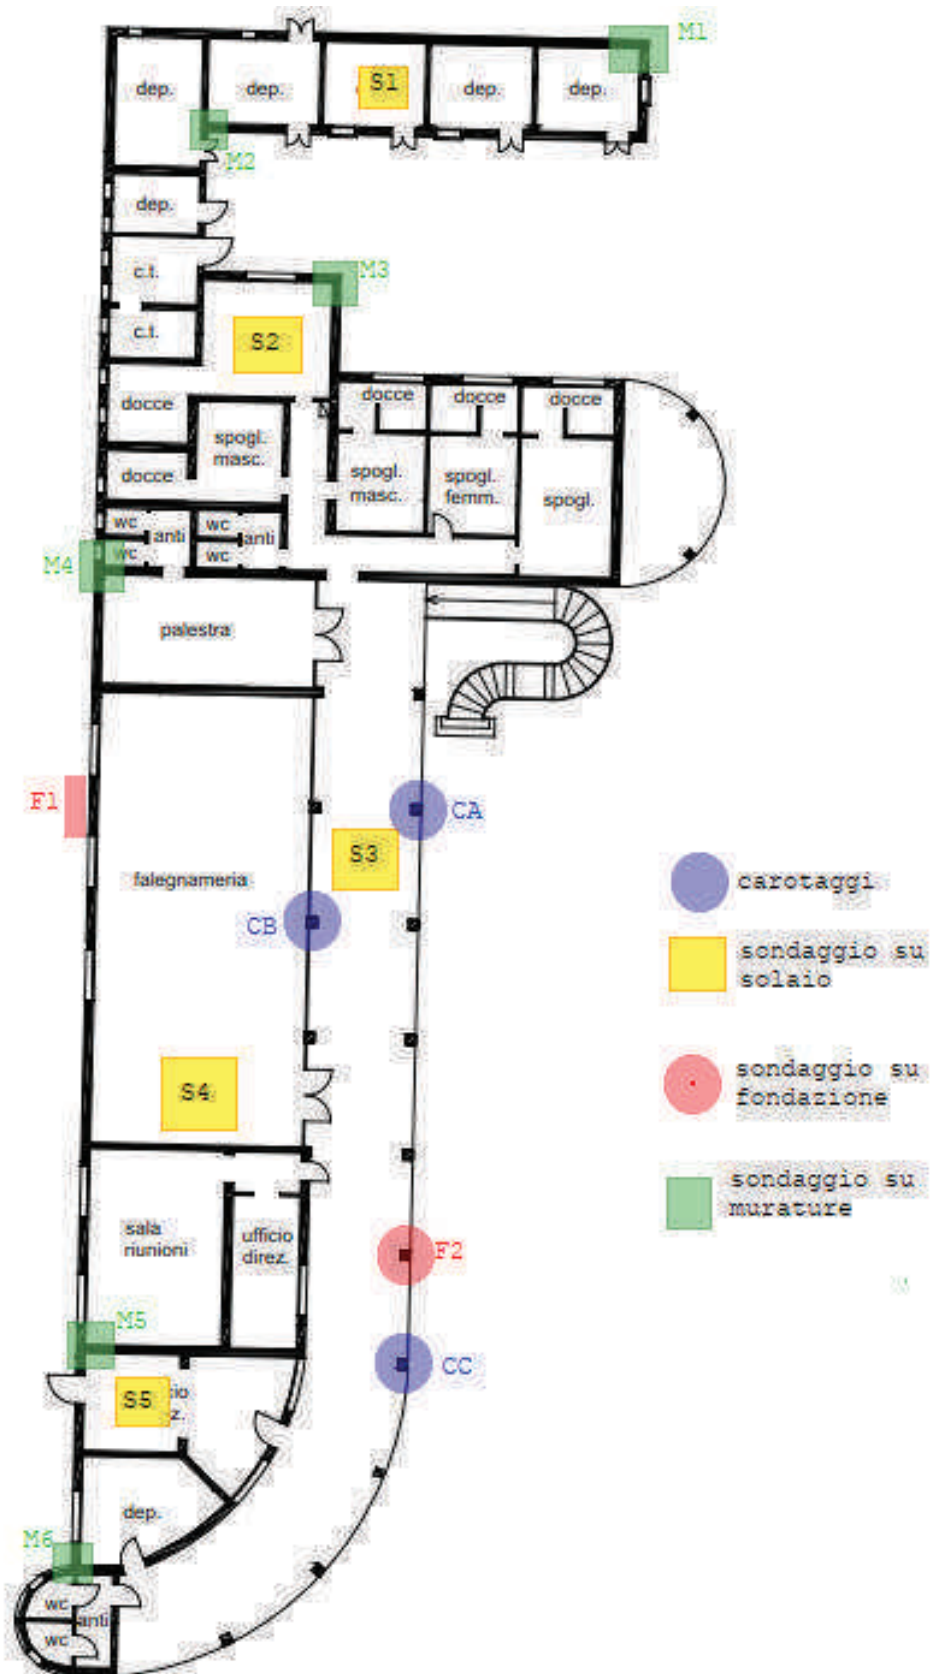 M1
dep.
dep.
S1
dep.
dep.
M2
dep.
c.t.
M3
c.t.
S2
docce
docce
docce
docce
spogl.
masc.
docce
spogl.
masc.
spogl.
femm.
spogl.
wc
anti
wc
anti
wc
wc
M4
palestra
F1
CA
S3
falegnameria
CB
carotaggi
sondaggio su
solaio
S4
sondaggio su
fondazione
sondaggio su
murature
sala
riunioni
ufficio
direz.
F2
M5
CC
S5
dep.
M6
wc
anti
wc